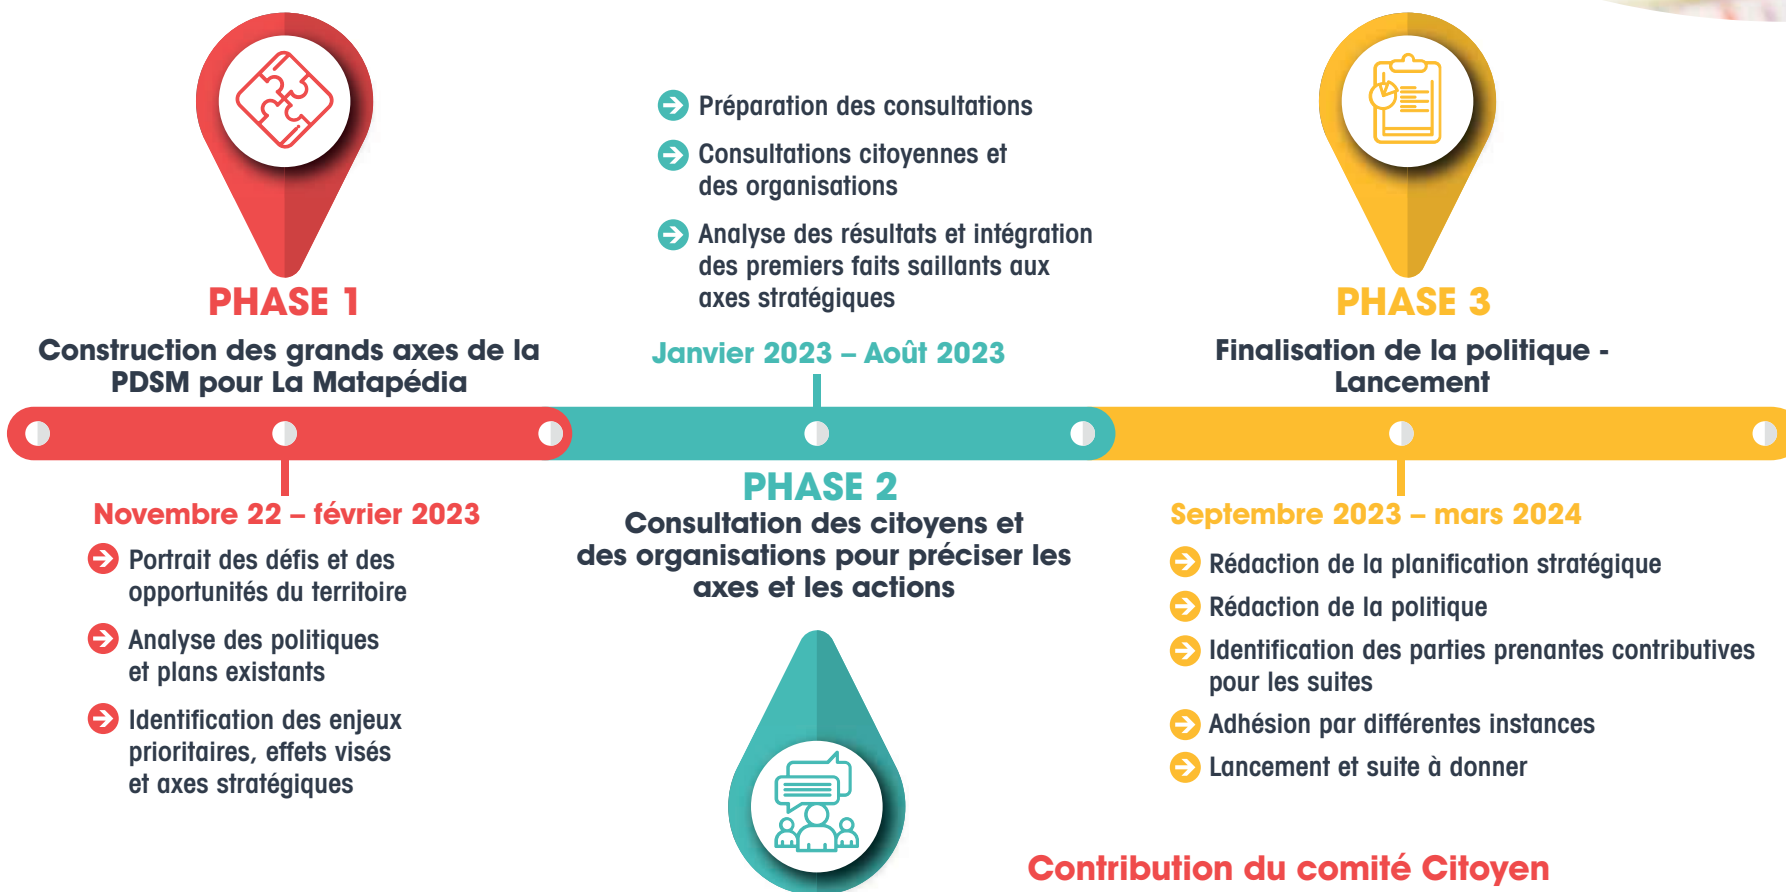 PHASE 1
Construction des grands axes de la
PDSM pour La Matapédia
Novembre 22 – février 2023
Portrait des défis et des
opportunités du territoire
Analyse des politiques
et plans existants
Identification des enjeux
prioritaires, effets visés
et axes stratégiques
Préparation des consultations
Consultations citoyennes et
des organisations
Analyse des résultats et intégration
des premiers faits saillants aux
axes stratégiques
Janvier 2023 – Août 2023
PHASE 2
Consultation des citoyens et
des organisations pour préciser les
axes et les actions
PHASE 3
Finalisation de la politique -
Lancement
Septembre 2023 – mars 2024
Rédaction de la planification stratégique
Rédaction de la politique
Identification des parties prenantes contributives
pour les suites
Adhésion par différentes instances
Lancement et suite à donner
Contribution du comité Citoyen